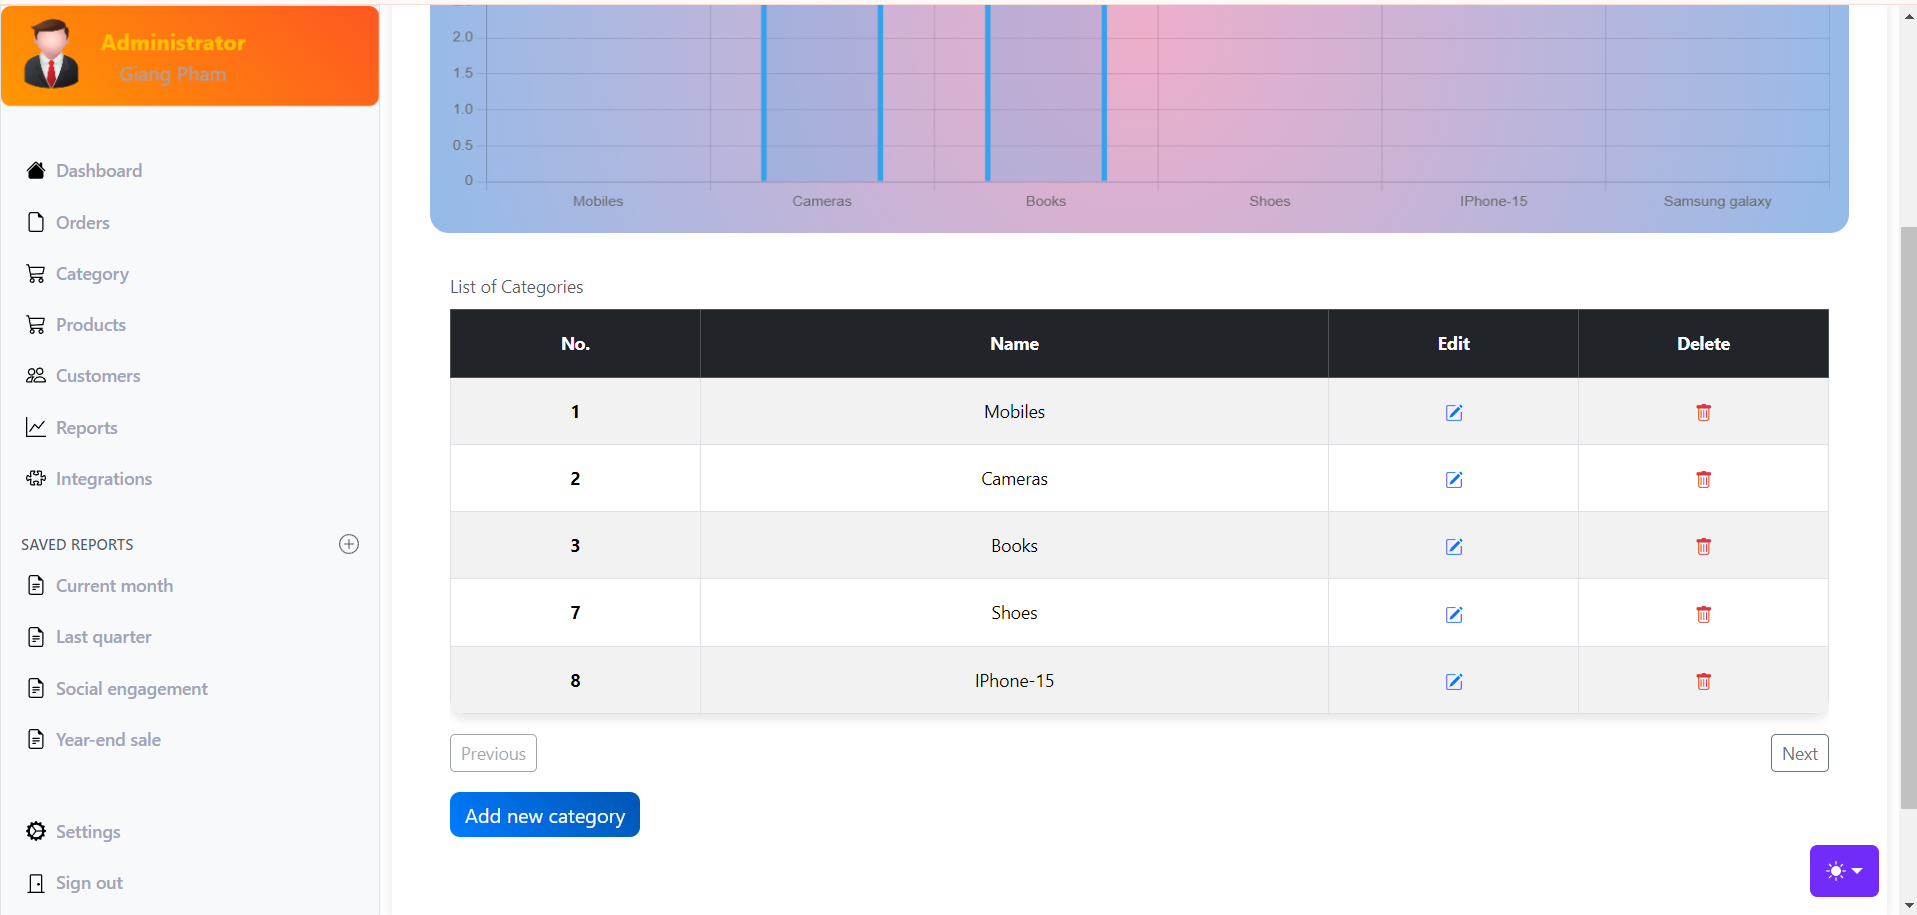 Administrator
Giang Pham
Dashboard
Orders
Category
Products
Customers
Reports
Integrations
SAVED REPORTS
Current month
Last quarter
Social engagement
Year-end sale
Settings
Sign out
2.0
1.5
1.0
0.5
0
Mobiles Cameras Books Shoes IPhone-15 Samsung galaxy
List of Categories
No. Name Edit Delete
1 Mobiles
2 Cameras
3 Books
7 Shoes
8 IPhone-15
Previous Next
Add new category